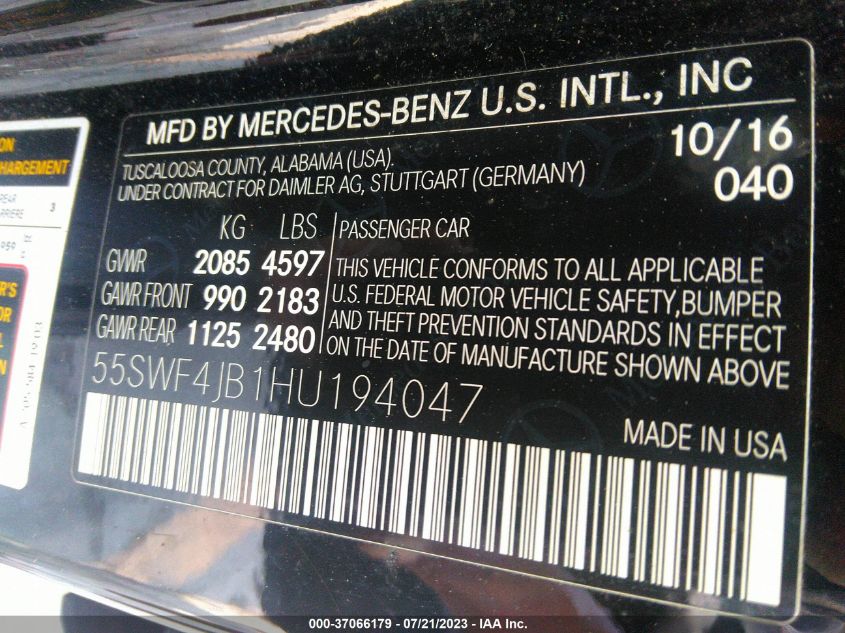 MFD BY MERCEDES-BENZ U.S. INTL., INC
TUSCALOOSA COUNTY, ALABAMA (USA).
UNDER CONTRACT FOR DAIMLER AG, STUTTGART (GERMANY)
10/16
040
KG LBS
GVWR 2085 4597
GAWR FRONT 990 2183
GAWR REAR 1125 2480
PASSENGER CAR
THIS VEHICLE CONFORMS TO ALL APPLICABLE
U.S. FEDERAL MOTOR VEHICLE SAFETY,BUMPER
AND THEFT PREVENTION STANDARDS IN EFFECT
ON THE DATE OF MANUFACTURE SHOWN ABOVE
55SWF4JB1HU194047
MADE IN USA
REAR 3
000-37066179 / 07/21/2023 - IAA Inc.